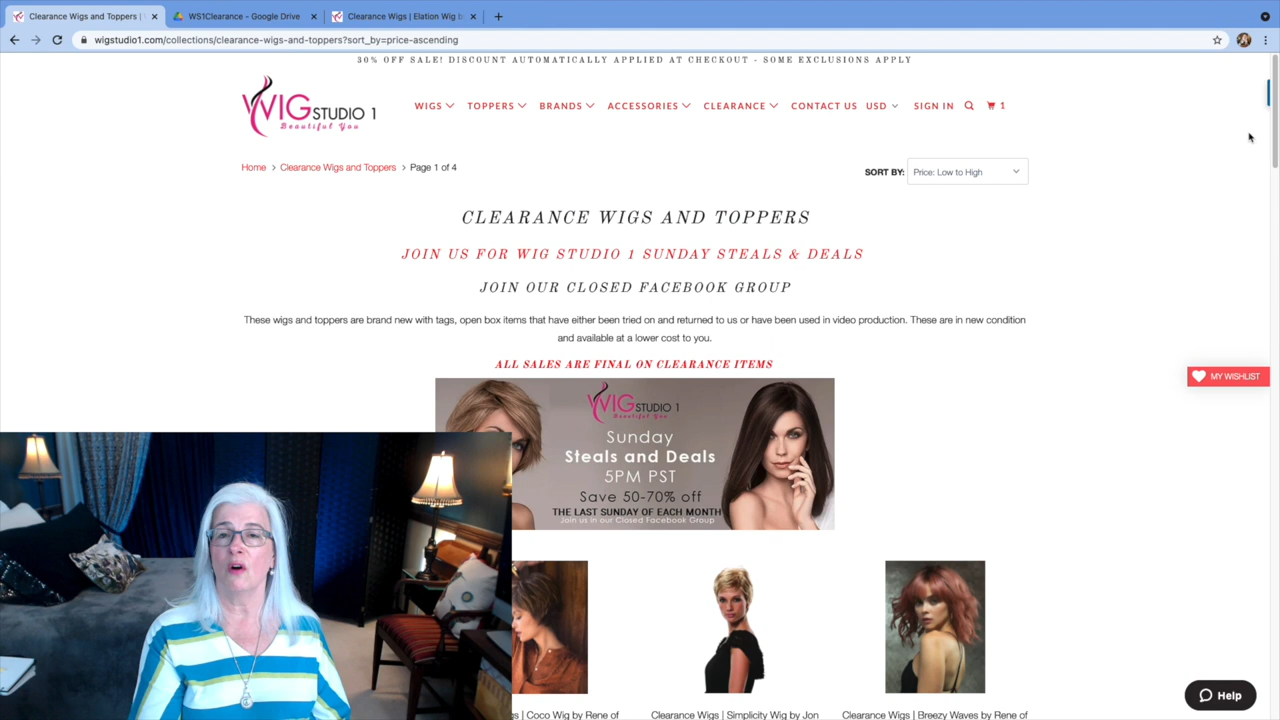 Clearance Wigs and Toppers |
WS1Clearance - Google Drive
Clearance Wigs | Elation Wig b
wigstudio1.com/collections/clearance-wigs-and-toppers?sort_by=price-ascending
30% OFF SALE! DISCOUNT AUTOMATICALLY APPLIED AT CHECKOUT - SOME EXCLUSIONS APPLY
WIG STUDIO 1
Beautiful You
WIGS TOPPERS BRANDS ACCESSORIES CLEARANCE CONTACT US USD SIGN IN 1
Home > Clearance Wigs and Toppers > Page 1 of 4
SORT BY: Price: Low to High
CLEARANCE WIGS AND TOPPERS
JOIN US FOR WIG STUDIO 1 SUNDAY STEALS & DEALS
JOIN OUR CLOSED FACEBOOK GROUP
These wigs and toppers are brand new with tags, open box items that have either been tried on and returned to us or have been used in video production. These are in new condition
and available at a lower cost to you.
ALL SALES ARE FINAL ON CLEARANCE ITEMS
MY WISHLIST
WIG STUDIO 1
Beautiful You
Sunday
Steals and Deals
5PM PST
Save 50-70% off
THE LAST SUNDAY OF EACH MONTH
Join us in our Closed Facebook Group
Help
gs | Coco Wig by Rene of
Clearance Wigs | Simplicity Wig by Jon
Clearance Wigs | Breezy Waves by Rene of